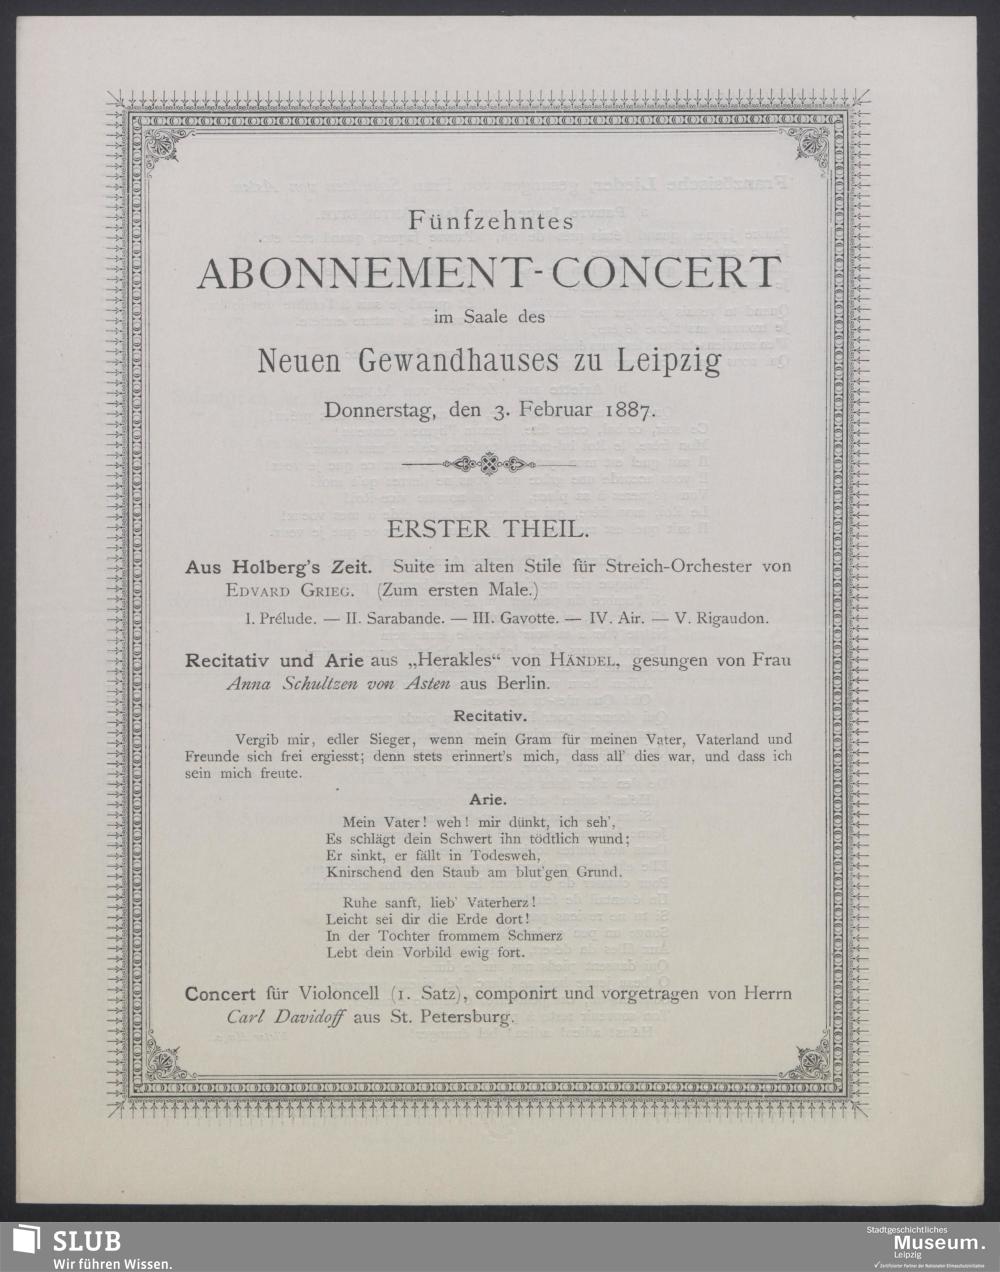 Fünfzehntes
ABONNEMENT-CONCERT
im Saale des
Neuen Gewandhauses zu Leipzig
Donnerstag, den 3. Februar 1887.
ERSTER THEIL.
Aus Holberg's Zeit. Suite im alten Stile für Streich-Orchester von
EDVARD GRIEG. (Zum ersten Male.)
I. Prélude. — II. Sarabande. — III. Gavotte. — IV. Air. — V. Rigaudon.
Recitativ und Arie aus „Herakles“ von HÄNDEL, gesungen von Frau
Anna Schultzen von Asten aus Berlin.
Recitativ.
Vergib mir, edler Sieger, wenn mein Gram für meinen Vater, Vaterland und
Freunde sich frei ergiesst; denn stets erinnert's mich, dass all' dies war, und dass ich
sein mich freute.
Arie.
Mein Vater! weh! mir dünkt, ich seh',
Es schlägt dein Schwert ihn tödtlich wund;
Er sinkt, er fällt in Todesweh,
Knirschend den Staub am blut'gen Grund.
Ruhe sanft, lieb' Vaterherz!
Leicht sei dir die Erde dort!
In der Tochter frommem Schmerz
Lebt dein Vorbild ewig fort.
Concert für Violoncell (1. Satz), componirt und vorgetragen von Herrn
Carl Davidoff aus St. Petersburg.
SLUB
Wir führen Wissen.
Stadtgeschichtliches
Museum.
Leipzig
Zertifizierter Partner der Nationalen Klimaschutzinitiative